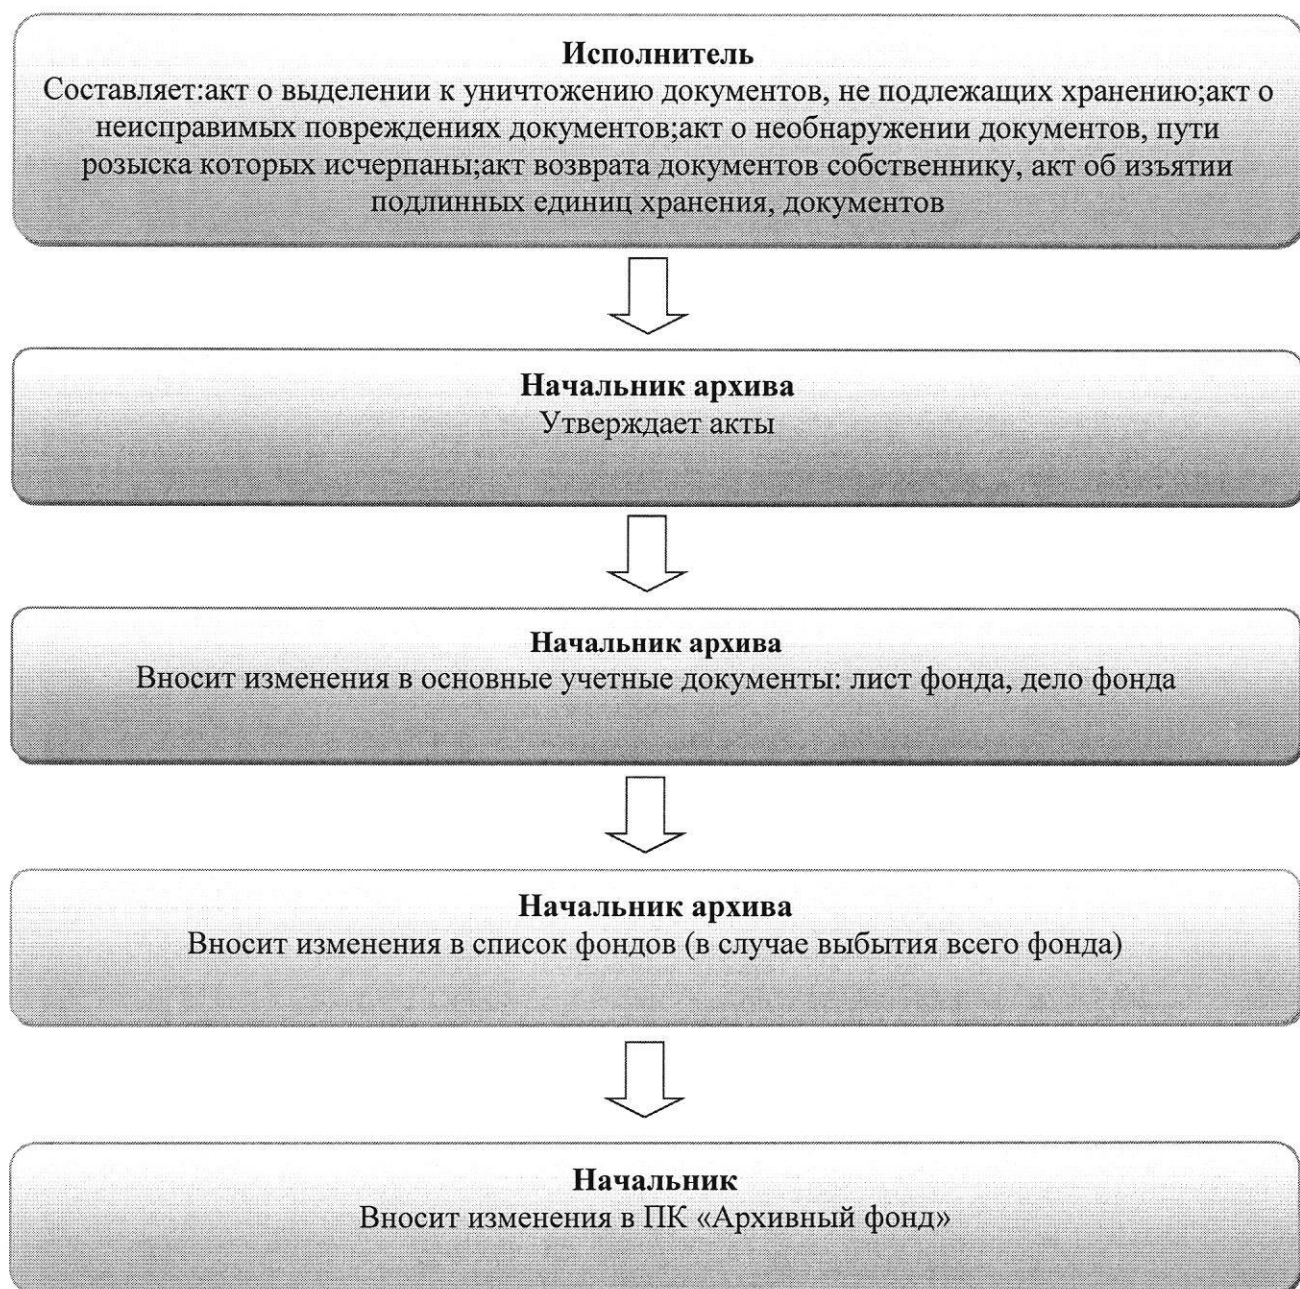 Исполнитель
Составляет:акт о выделении к уничтожению документов, не подлежащих хранению;акт о
неисправимых повреждениях документов;акт о необнаружении документов, пути
розыска которых исчерпаны;акт возврата документов собственнику, акт об изъятии
подлинных единиц хранения, документов
Начальник архива
Утверждает акты
Начальник архива
Вносит изменения в основные учетные документы: лист фонда, дело фонда
Начальник архива
Вносит изменения в список фондов (в случае выбытия всего фонда)
Начальник
Вносит изменения в ПК «Архивный фонд»